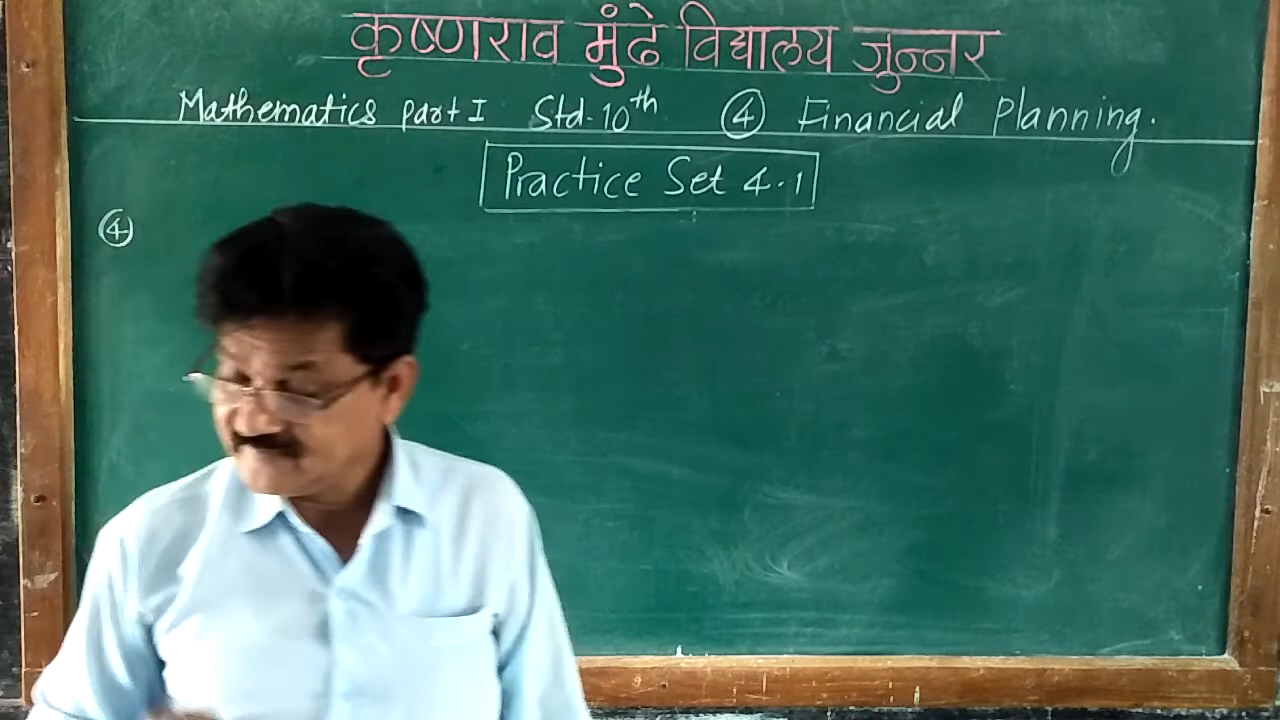 कृष्णराव मुंढे विद्यालय जुन्नर
Mathematics part I Std. 10th ④ Financial Planning.
Practice Set 4.1
④